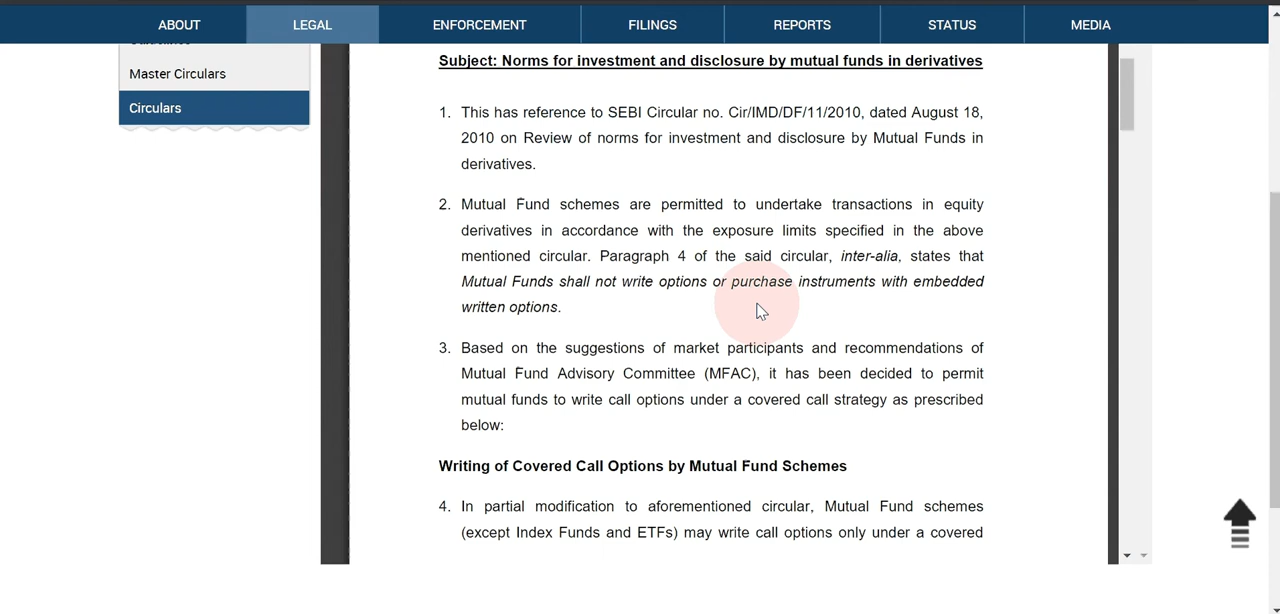 ABOUT LEGAL ENFORCEMENT FILINGS REPORTS STATUS MEDIA
Master Circulars
Circulars
Subject: Norms for investment and disclosure by mutual funds in derivatives
1. This has reference to SEBI Circular no. Cir/IMD/DF/11/2010, dated August 18,
2010 on Review of norms for investment and disclosure by Mutual Funds in
derivatives.
2. Mutual Fund schemes are permitted to undertake transactions in equity
derivatives in accordance with the exposure limits specified in the above
mentioned circular. Paragraph 4 of the said circular, inter-alia, states that
Mutual Funds shall not write options or purchase instruments with embedded
written options.
3. Based on the suggestions of market participants and recommendations of
Mutual Fund Advisory Committee (MFAC), it has been decided to permit
mutual funds to write call options under a covered call strategy as prescribed
below:
Writing of Covered Call Options by Mutual Fund Schemes
4. In partial modification to aforementioned circular, Mutual Fund schemes
(except Index Funds and ETFs) may write call options only under a covered